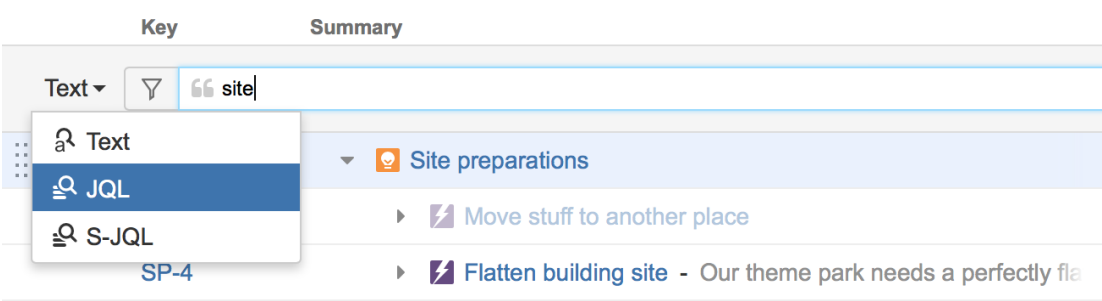 Key Summary
Text site
Text
JQL
S-JQL
Site preparations
Move stuff to another place
SP-4 Flatten building site - Our theme park needs a perfectly